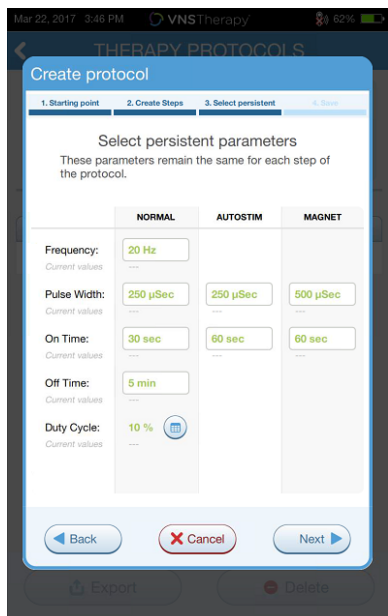 Mar 22, 2017 3:46 PM VNSTherapy 62%
THERAPY PROTOCOLS
Create protocol
1. Starting point 2. Create Steps 3. Select persistent 4. Save
Select persistent parameters
These parameters remain the same for each step of
the protocol.
NORMAL AUTOSTIM MAGNET
Frequency: 20 Hz
Current values ---
Pulse Width: 250 µSec 250 µSec 500 µSec
Current values --- --- ---
On Time: 30 sec 60 sec 60 sec
Current values --- --- ---
Off Time: 5 min
Current values ---
Duty Cycle: 10 %
Current values ---
Back Cancel Next
Export Delete